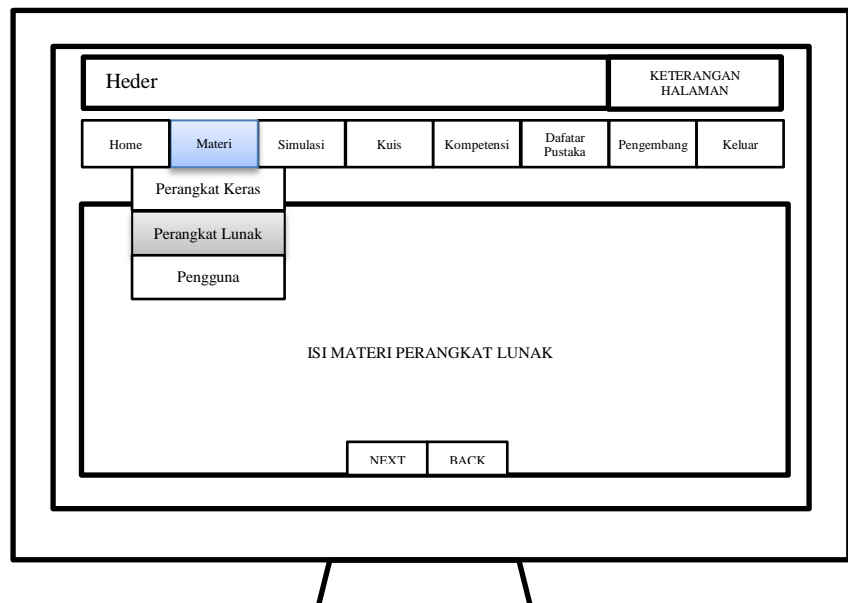 Heder
KETERANGAN
HALAMAN
Home
Materi
Simulasi
Kuis
Kompetensi
Dafatar
Pustaka
Pengembang
Keluar
Perangkat Keras
Perangkat Lunak
Pengguna
ISI MATERI PERANGKAT LUNAK
NEXT
BACK